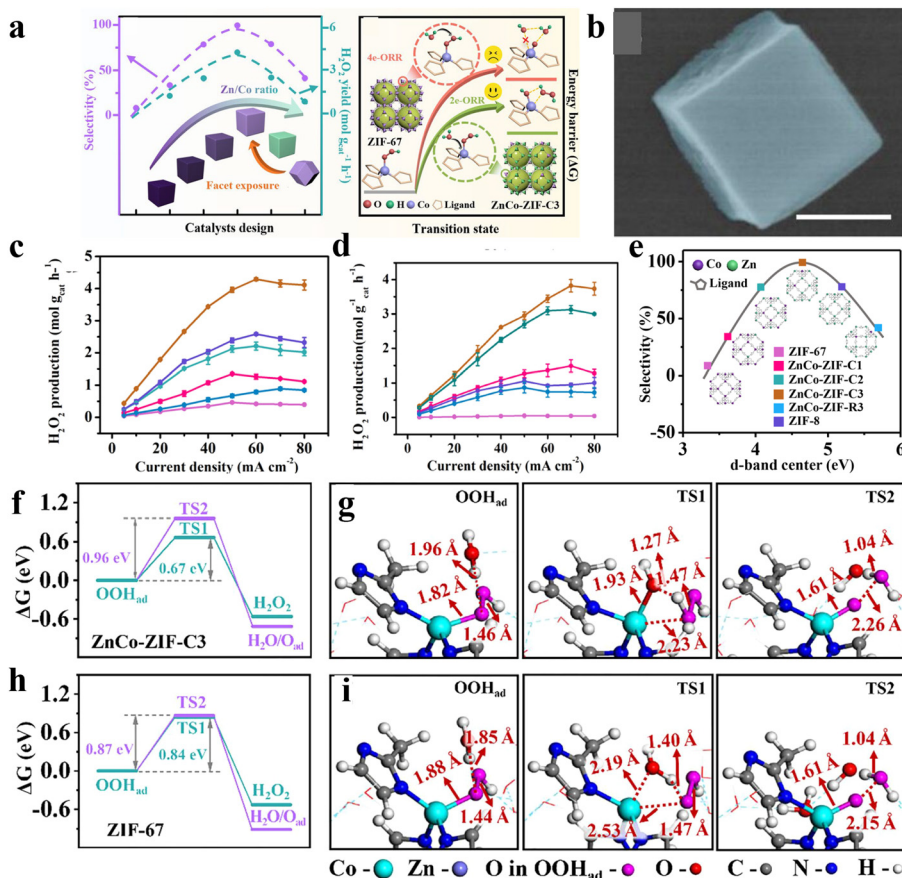 a
100
75
50
0
Selectivity (%)
Zn/Co ratio
Facet exposure
6
3
0
H₂O₂ yield (mol gcat⁻¹ h⁻¹)
Catalysts design
4e-ORR
2e-ORR
ZIF-67
ZnCo-ZIF-C3
O H Co Ligand
Energy barrier (ΔG)
Transition state
b
c
H₂O₂ production (mol gcat h⁻¹)
5
4
3
2
1
0
0 20 40 60 80
Current density (mA cm⁻²)
d
H₂O₂ production (mol g⁻¹cat h⁻¹)
5
4
3
2
1
0
0 20 40 60 80
Current density (mA cm⁻²)
e
Co Zn
Ligand
Selectivity (%)
100
50
0
-50
ZIF-67
ZnCo-ZIF-C1
ZnCo-ZIF-C2
ZnCo-ZIF-C3
ZnCo-ZIF-R3
ZIF-8
3 4 5 6
d-band center (eV)
f
ΔG (eV)
1.2
0.6
0.0
-0.6
TS2
TS1
0.96 eV
0.67 eV
OOHad
H₂O₂
H₂O/Oad
ZnCo-ZIF-C3
g
OOHad
1.96 Å
1.82 Å
1.46 Å
TS1
1.27 Å
1.93 Å
1.47 Å
2.23 Å
TS2
1.04 Å
1.61 Å
2.26 Å
h
ΔG (eV)
1.2
0.6
0.0
-0.6
TS2
TS1
0.87 eV
0.84 eV
OOHad
H₂O₂
H₂O/Oad
ZIF-67
i
OOHad
1.85 Å
1.88 Å
1.44 Å
TS1
1.40 Å
2.19 Å
2.53 Å
1.47 Å
TS2
1.04 Å
1.61 Å
2.15 Å
Co - Zn - O in OOHad - O - C - N - H -